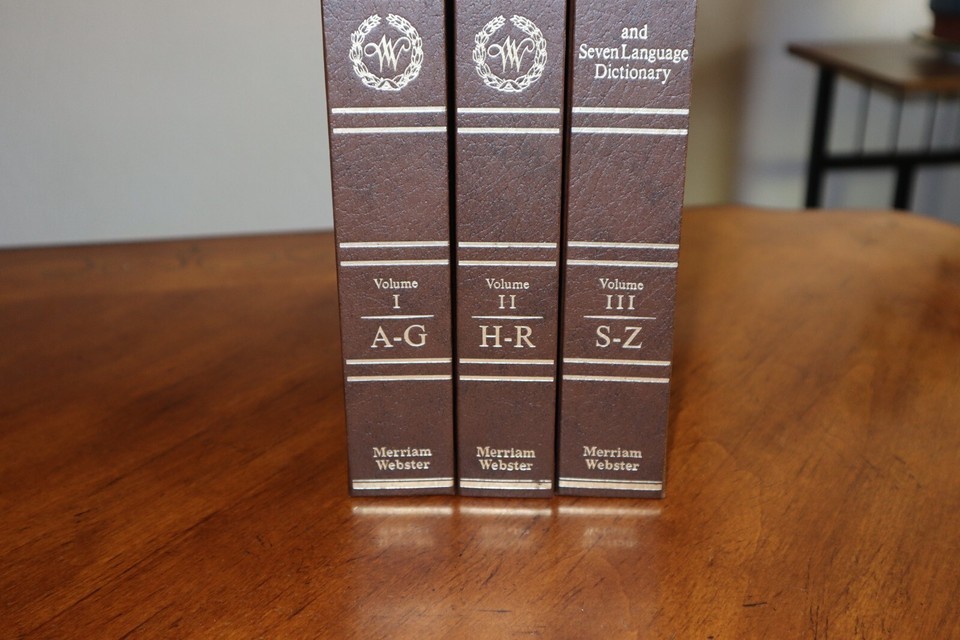 W
Volume
I
A-G
Merriam
Webster
W
Volume
II
H-R
Merriam
Webster
and
Seven Language
Dictionary
Volume
III
S-Z
Merriam
Webster